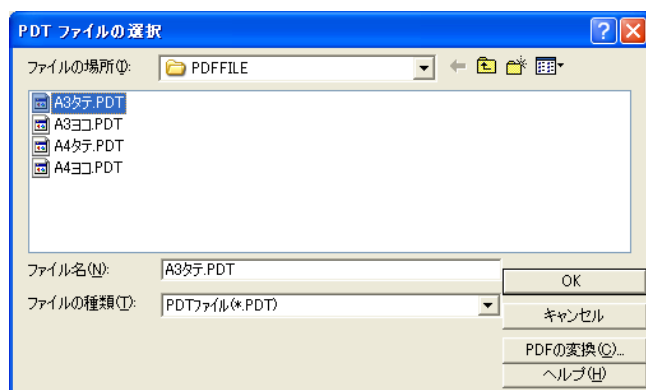 PDT ファイルの選択
ファイルの場所(I):
PDFFILE
A3タテ.PDT
A3ヨコ.PDT
A4タテ.PDT
A4ヨコ.PDT
ファイル名(N):
A3タテ.PDT
OK
ファイルの種類(T):
PDTファイル(*.PDT)
キャンセル
PDFの変換(C)...
ヘルプ(H)